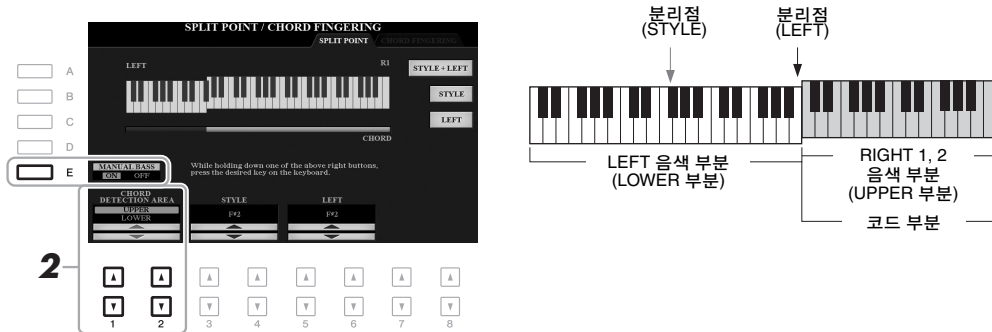 SPLIT POINT / CHORD FINGERING
SPLIT POINT
CHORD FINGERING
LEFT
R1
STYLE + LEFT
STYLE
LEFT
CHORD
MANUAL BASS
ON OFF
While holding down one of the above right buttons,
press the desired key on the keyboard.
CHORD
DETECTION AREA
UPPER
LOWER
STYLE
F#2
LEFT
F#2
A
B
C
D
E
2
1 2 3 4 5 6 7 8
분리점
(STYLE)
분리점
(LEFT)
LEFT 음색 부분
(LOWER 부분)
RIGHT 1, 2
음색 부분
(UPPER 부분)
코드 부분